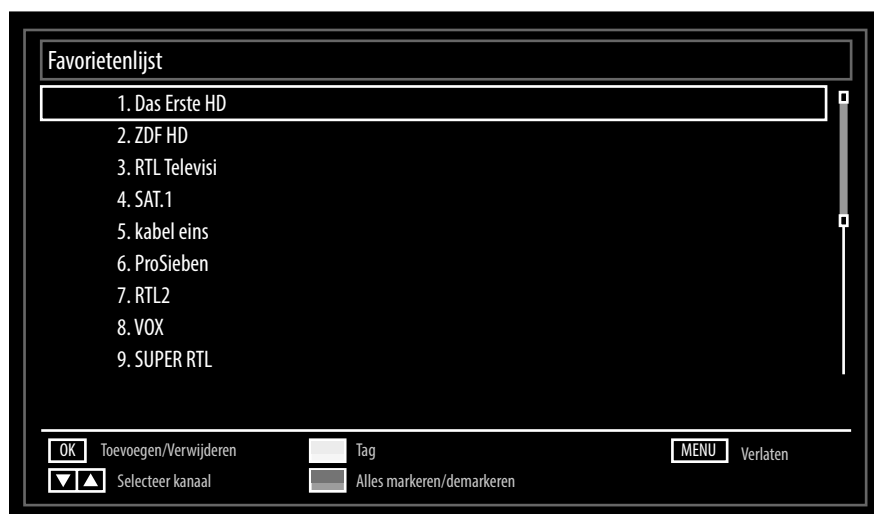 Favorietenlijst
1. Das Erste HD
2. ZDF HD
3. RTL Televisi
4. SAT.1
5. kabel eins
6. ProSieben
7. RTL2
8. VOX
9. SUPER RTL
OK Toevoegen/Verwijderen Tag MENU Verlaten
Selecteer kanaal Alles markeren/demarkeren